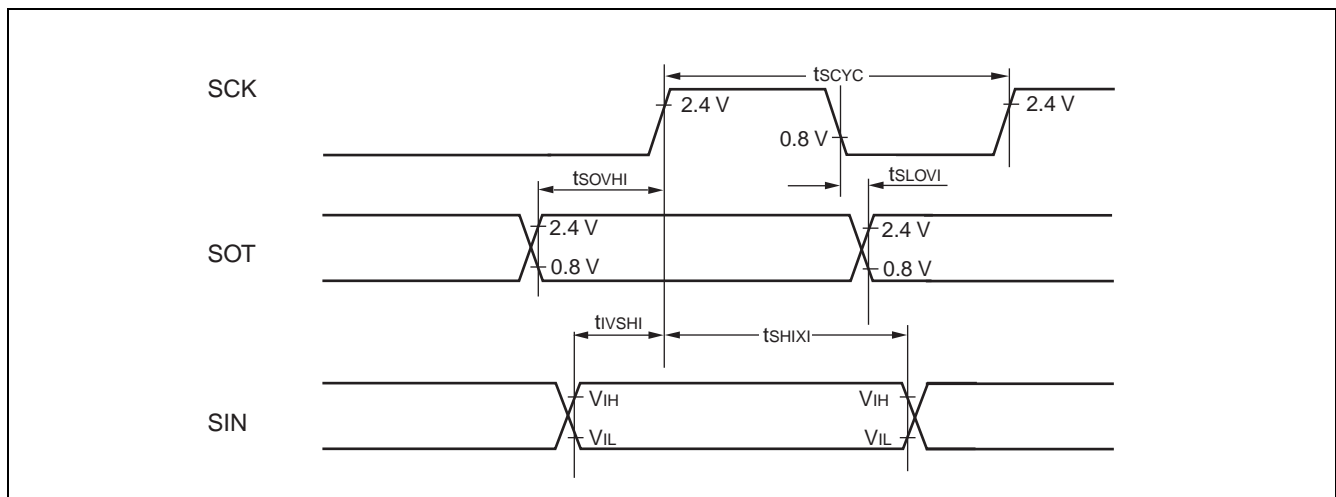 tSCYC
SCK
2.4 V
2.4 V
0.8 V
tSOVHI
tSLOVI
2.4 V
2.4 V
SOT
0.8 V
0.8 V
tIVSHI
tSHIXI
VIH
VIH
SIN
VIL
VIL